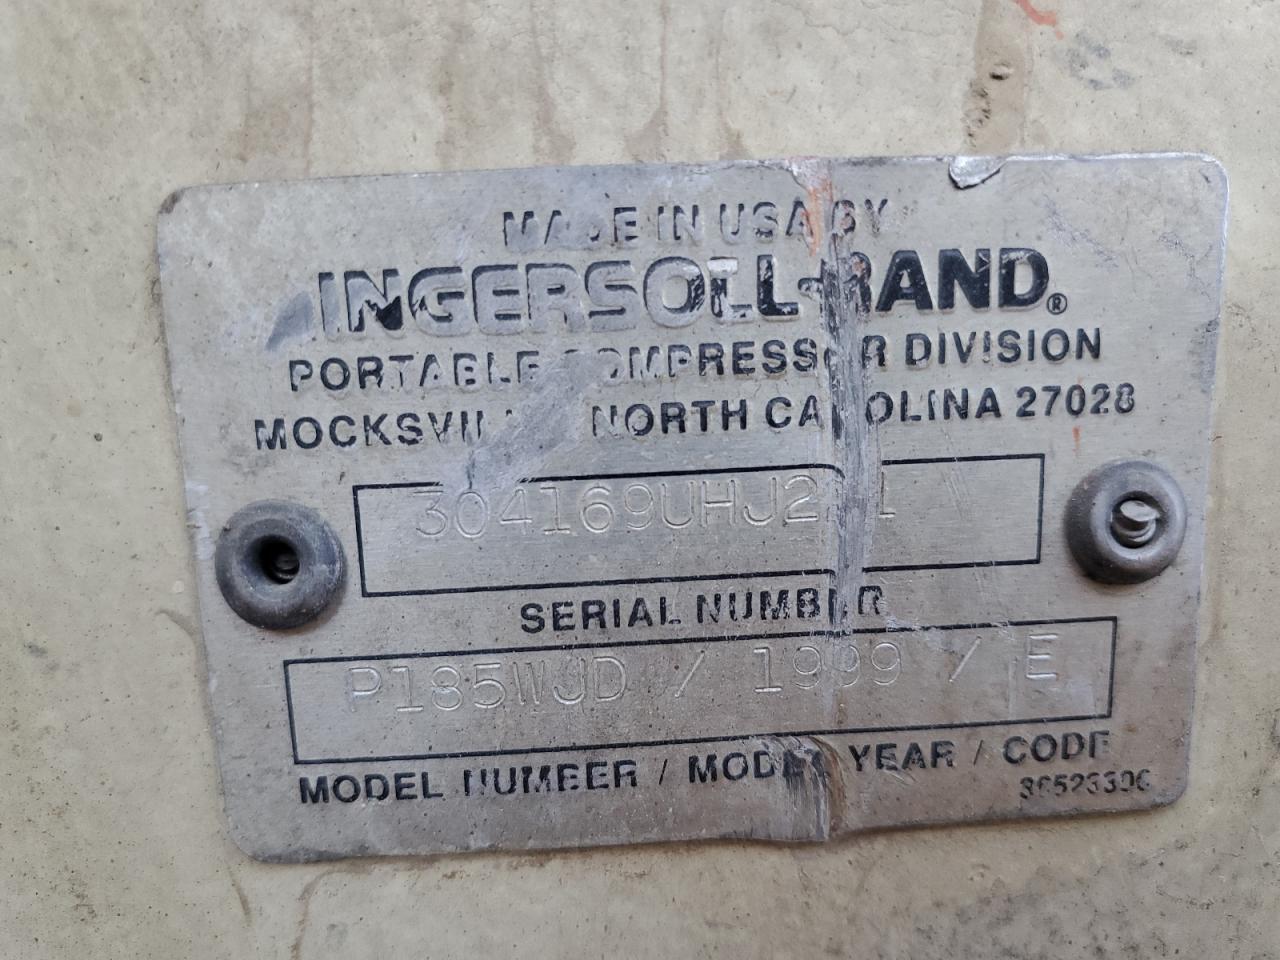 MADE IN USA BY
INGERSOLL-RAND®
PORTABLE COMPRESSOR DIVISION
MOCKSVILLE NORTH CAROLINA 27028
SERIAL NUMBER
P185WJD / 1999 / E
MODEL NUMBER / MODEL YEAR / CODE